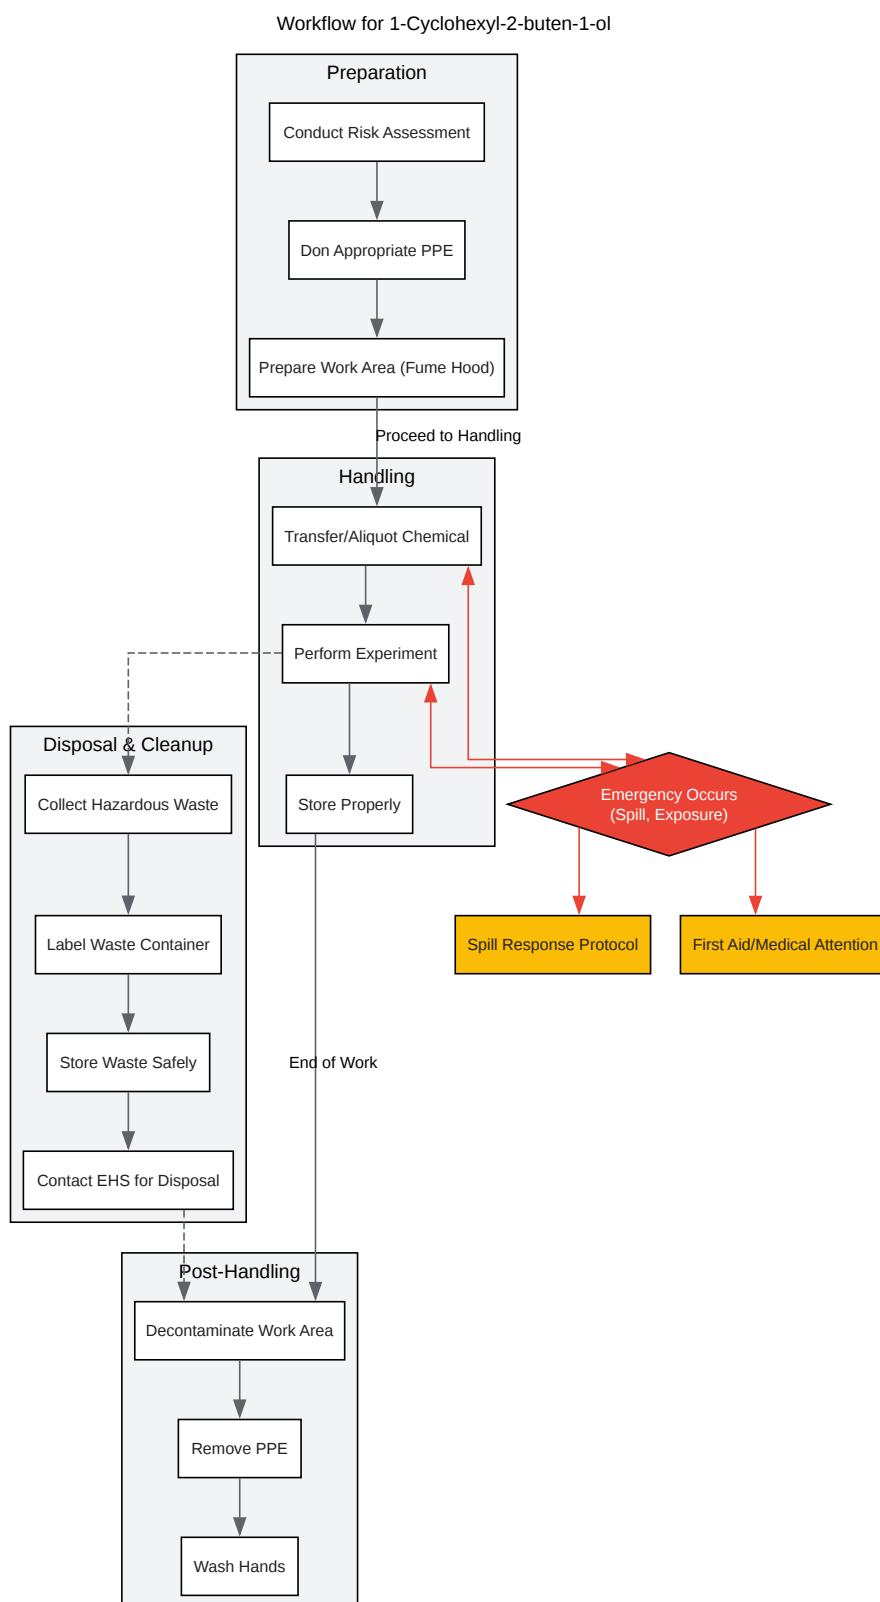 Workflow for 1-Cyclohexyl-2-buten-1-ol
Preparation
Conduct Risk Assessment
Don Appropriate PPE
Prepare Work Area (Fume Hood)
Proceed to Handling
Handling
Transfer/Aliquot Chemical
Perform Experiment
Store Properly
Emergency Occurs
(Spill, Exposure)
Spill Response Protocol
First Aid/Medical Attention
Disposal & Cleanup
Collect Hazardous Waste
Label Waste Container
Store Waste Safely
Contact EHS for Disposal
End of Work
Post-Handling
Decontaminate Work Area
Remove PPE
Wash Hands